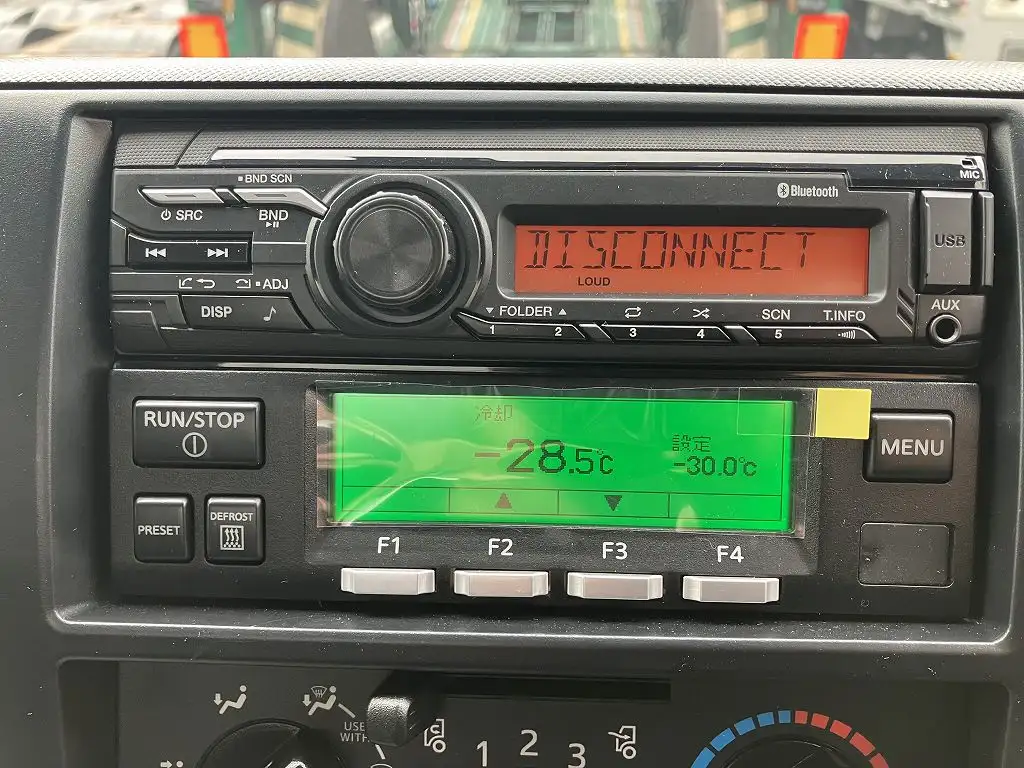 MIC
BND SCN
Bluetooth
SRC
BND
USB
DISCONNECT
LOUD
ADJ
DISP
FOLDER
SCN
T.INFO
AUX
1
2
3
4
5
RUN/STOP
冷却
-28.5℃
設定
-30.0℃
MENU
PRESET
DEFROST
F1
F2
F3
F4
USE
WITH
1
2
3